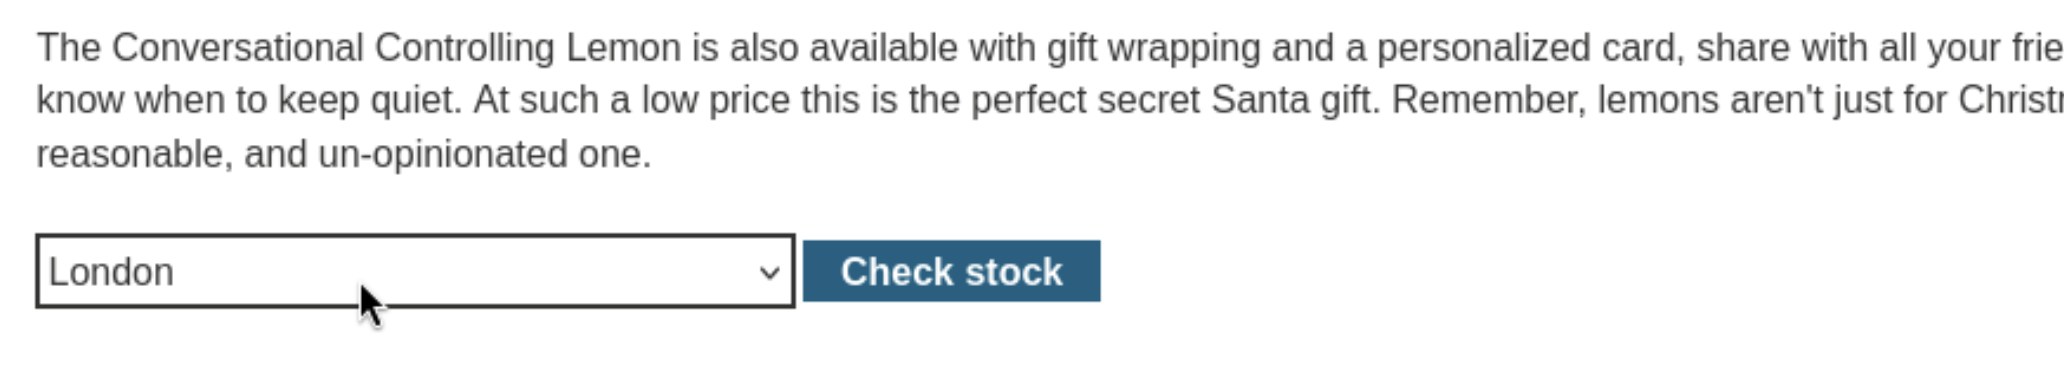 The Conversational Controlling Lemon is also available with gift wrapping and a personalized card, share with all your
know when to keep quiet. At such a low price this is the perfect secret Santa gift. Remember, lemons aren't just for
reasonable, and un-opinionated one.
London
Check stock